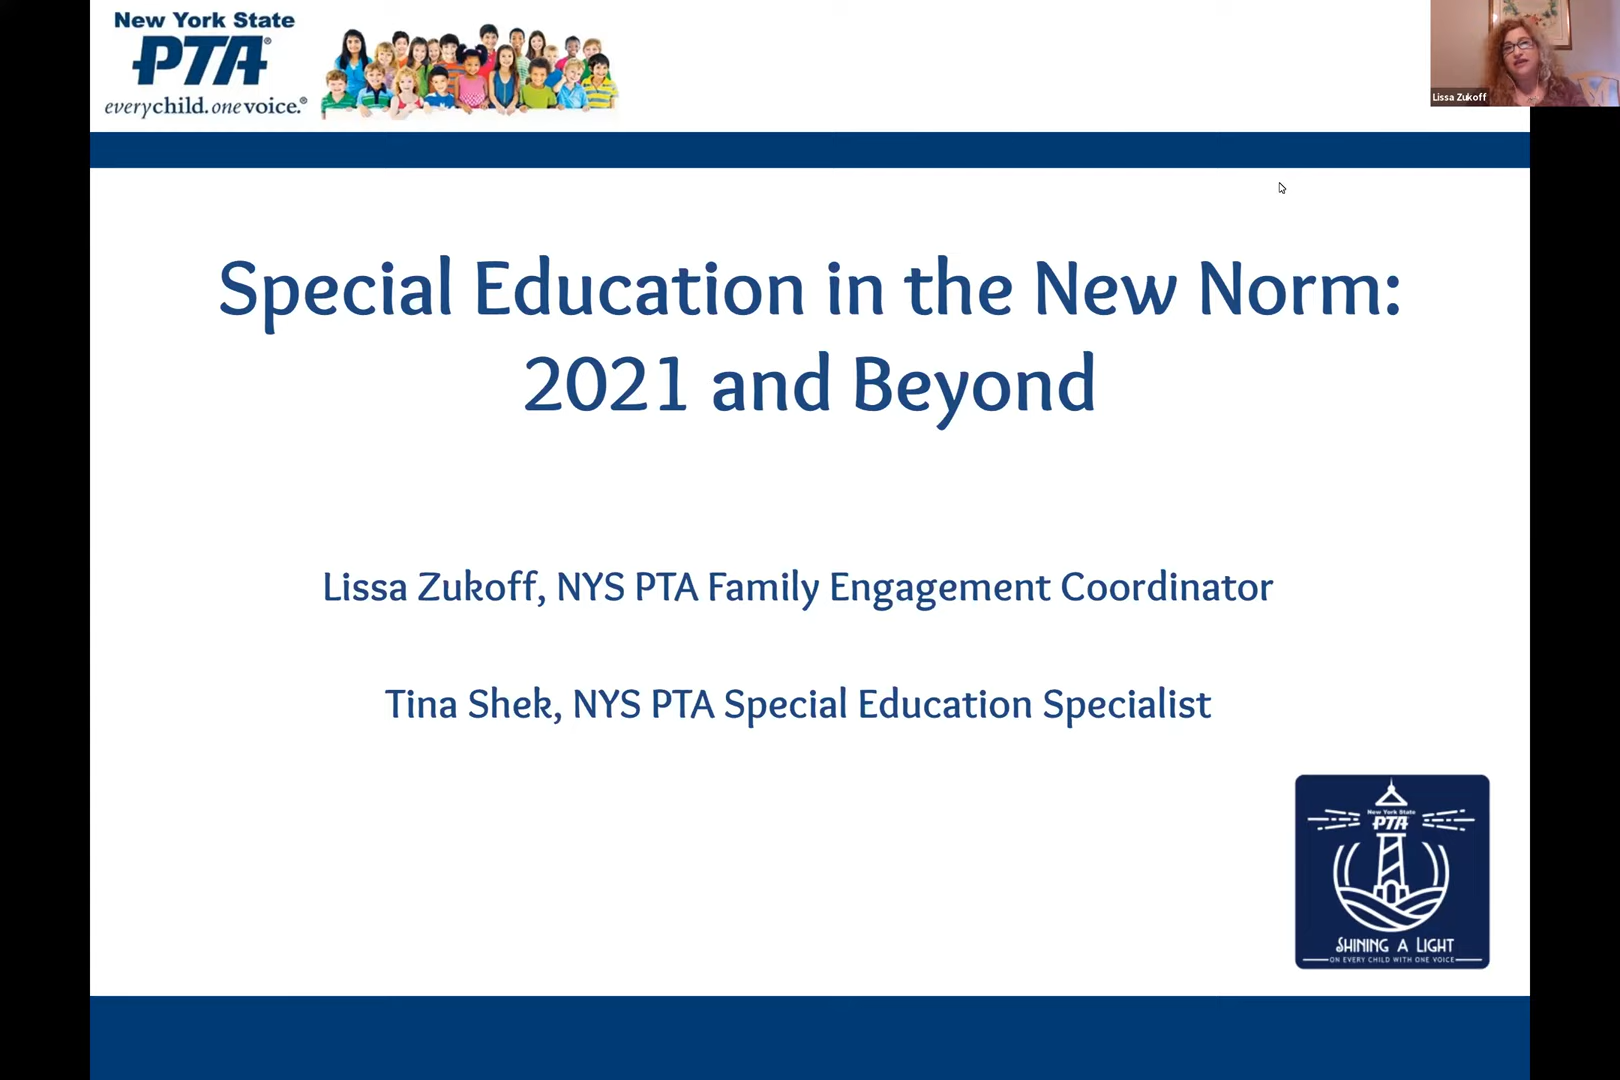 New York State
PTA®
everychild.onevoice.®
Lissa Zukoff
Special Education in the New Norm:
2021 and Beyond
Lissa Zukoff, NYS PTA Family Engagement Coordinator
Tina Shek, NYS PTA Special Education Specialist
New York State
PTA
SHINING A LIGHT
ON EVERY CHILD WITH ONE VOICE